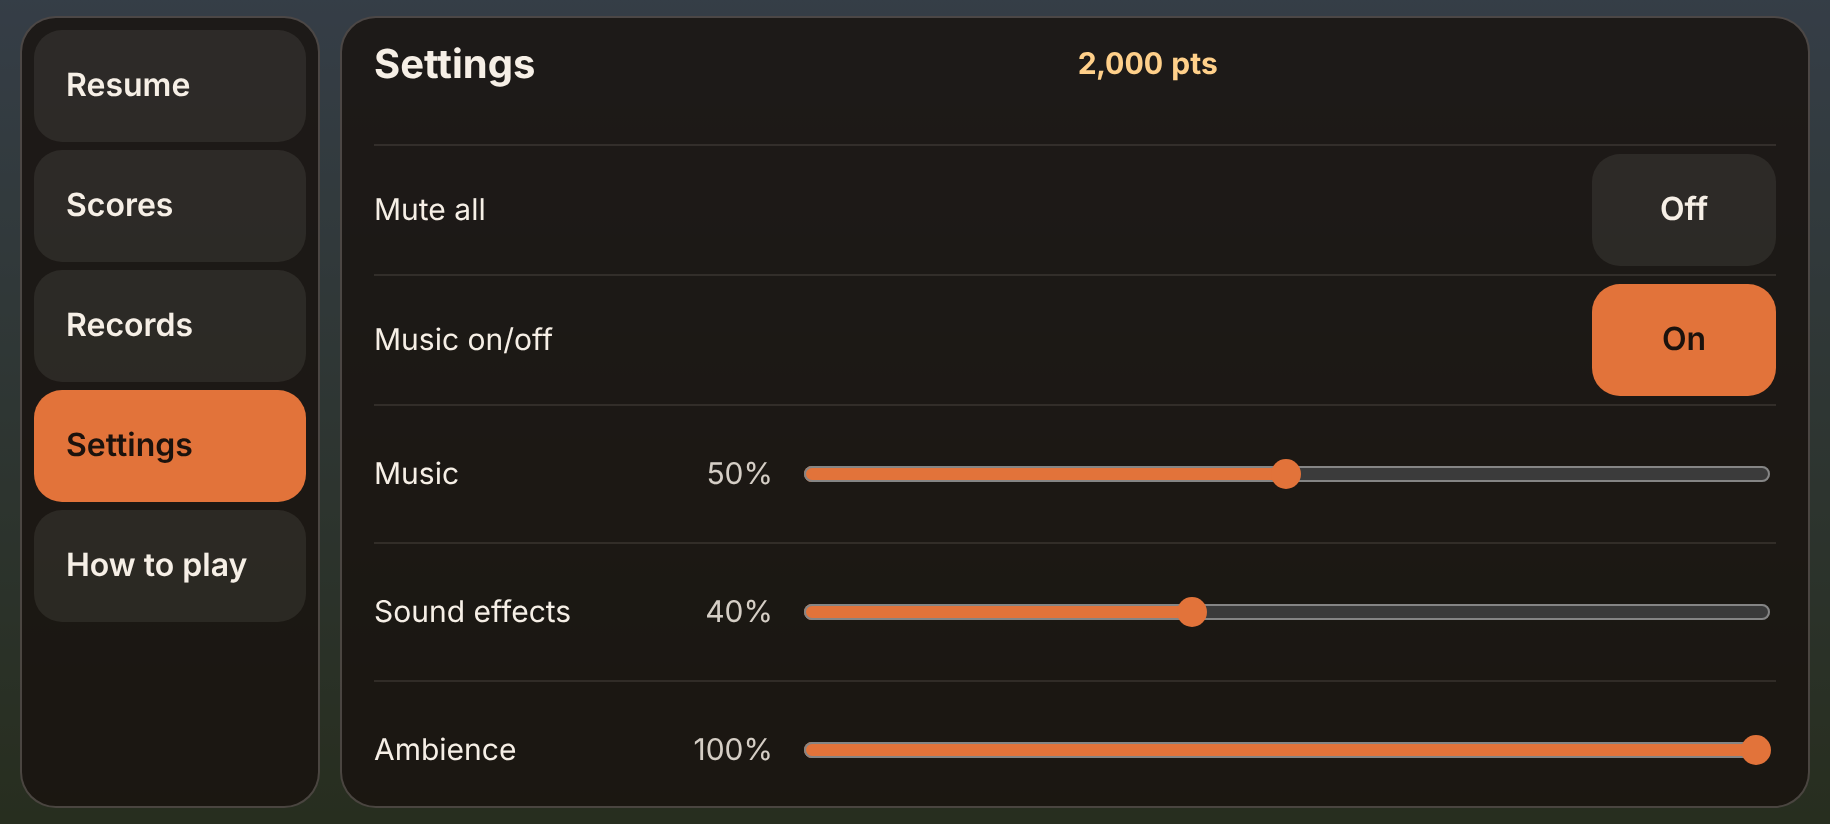 Resume
Scores
Records
Settings
How to play
Settings
2,000 pts
Mute all
Off
Music on/off
On
Music
50%
Sound effects
40%
Ambience
100%